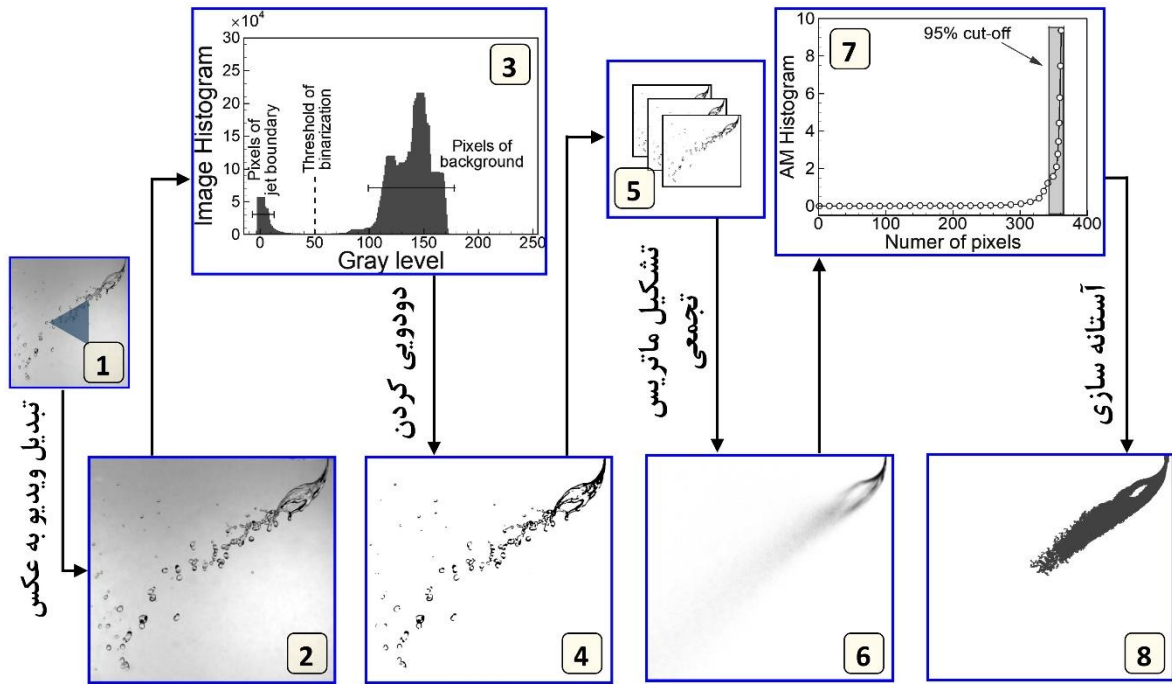 1
تبدیل ویدیو به عکس
2
3
×10⁴
30
25
20
15
10
5
0
Image Histogram
Pixels of
jet boundary
Threshold of
binarization
Pixels of
background
0 50 100 150 200 250
Gray level
دودویی کردن
4
5
تشکیل ماتریس
تجمعی
6
7
95% cut-off
10
8
6
4
2
0
AM Histogram
0 100 200 300 400
Numer of pixels
آستانه سازی
8